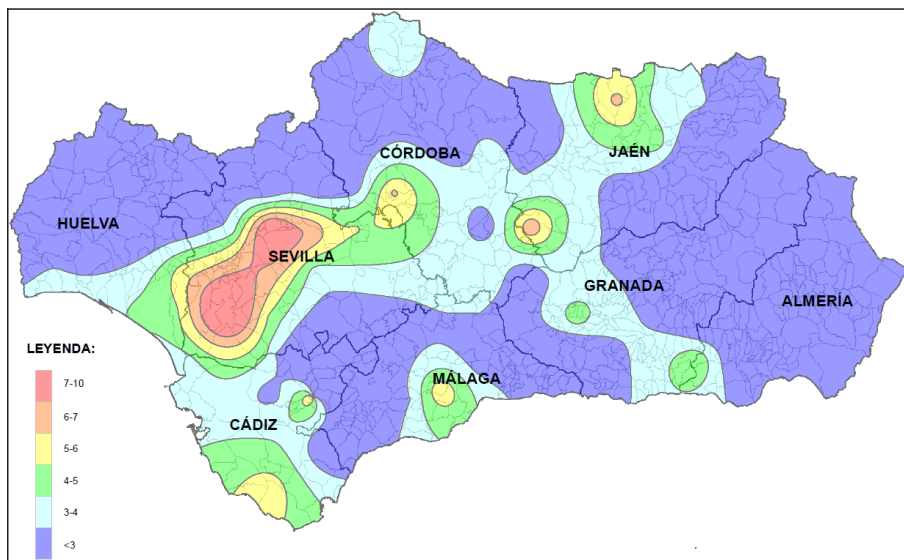 CÓRDOBA
JAÉN
HUELVA
SEVILLA
GRANADA
ALMERÍA
LEYENDA:
MÁLAGA
CÁDIZ
7-10
6-7
5-6
4-5
3-4
<3